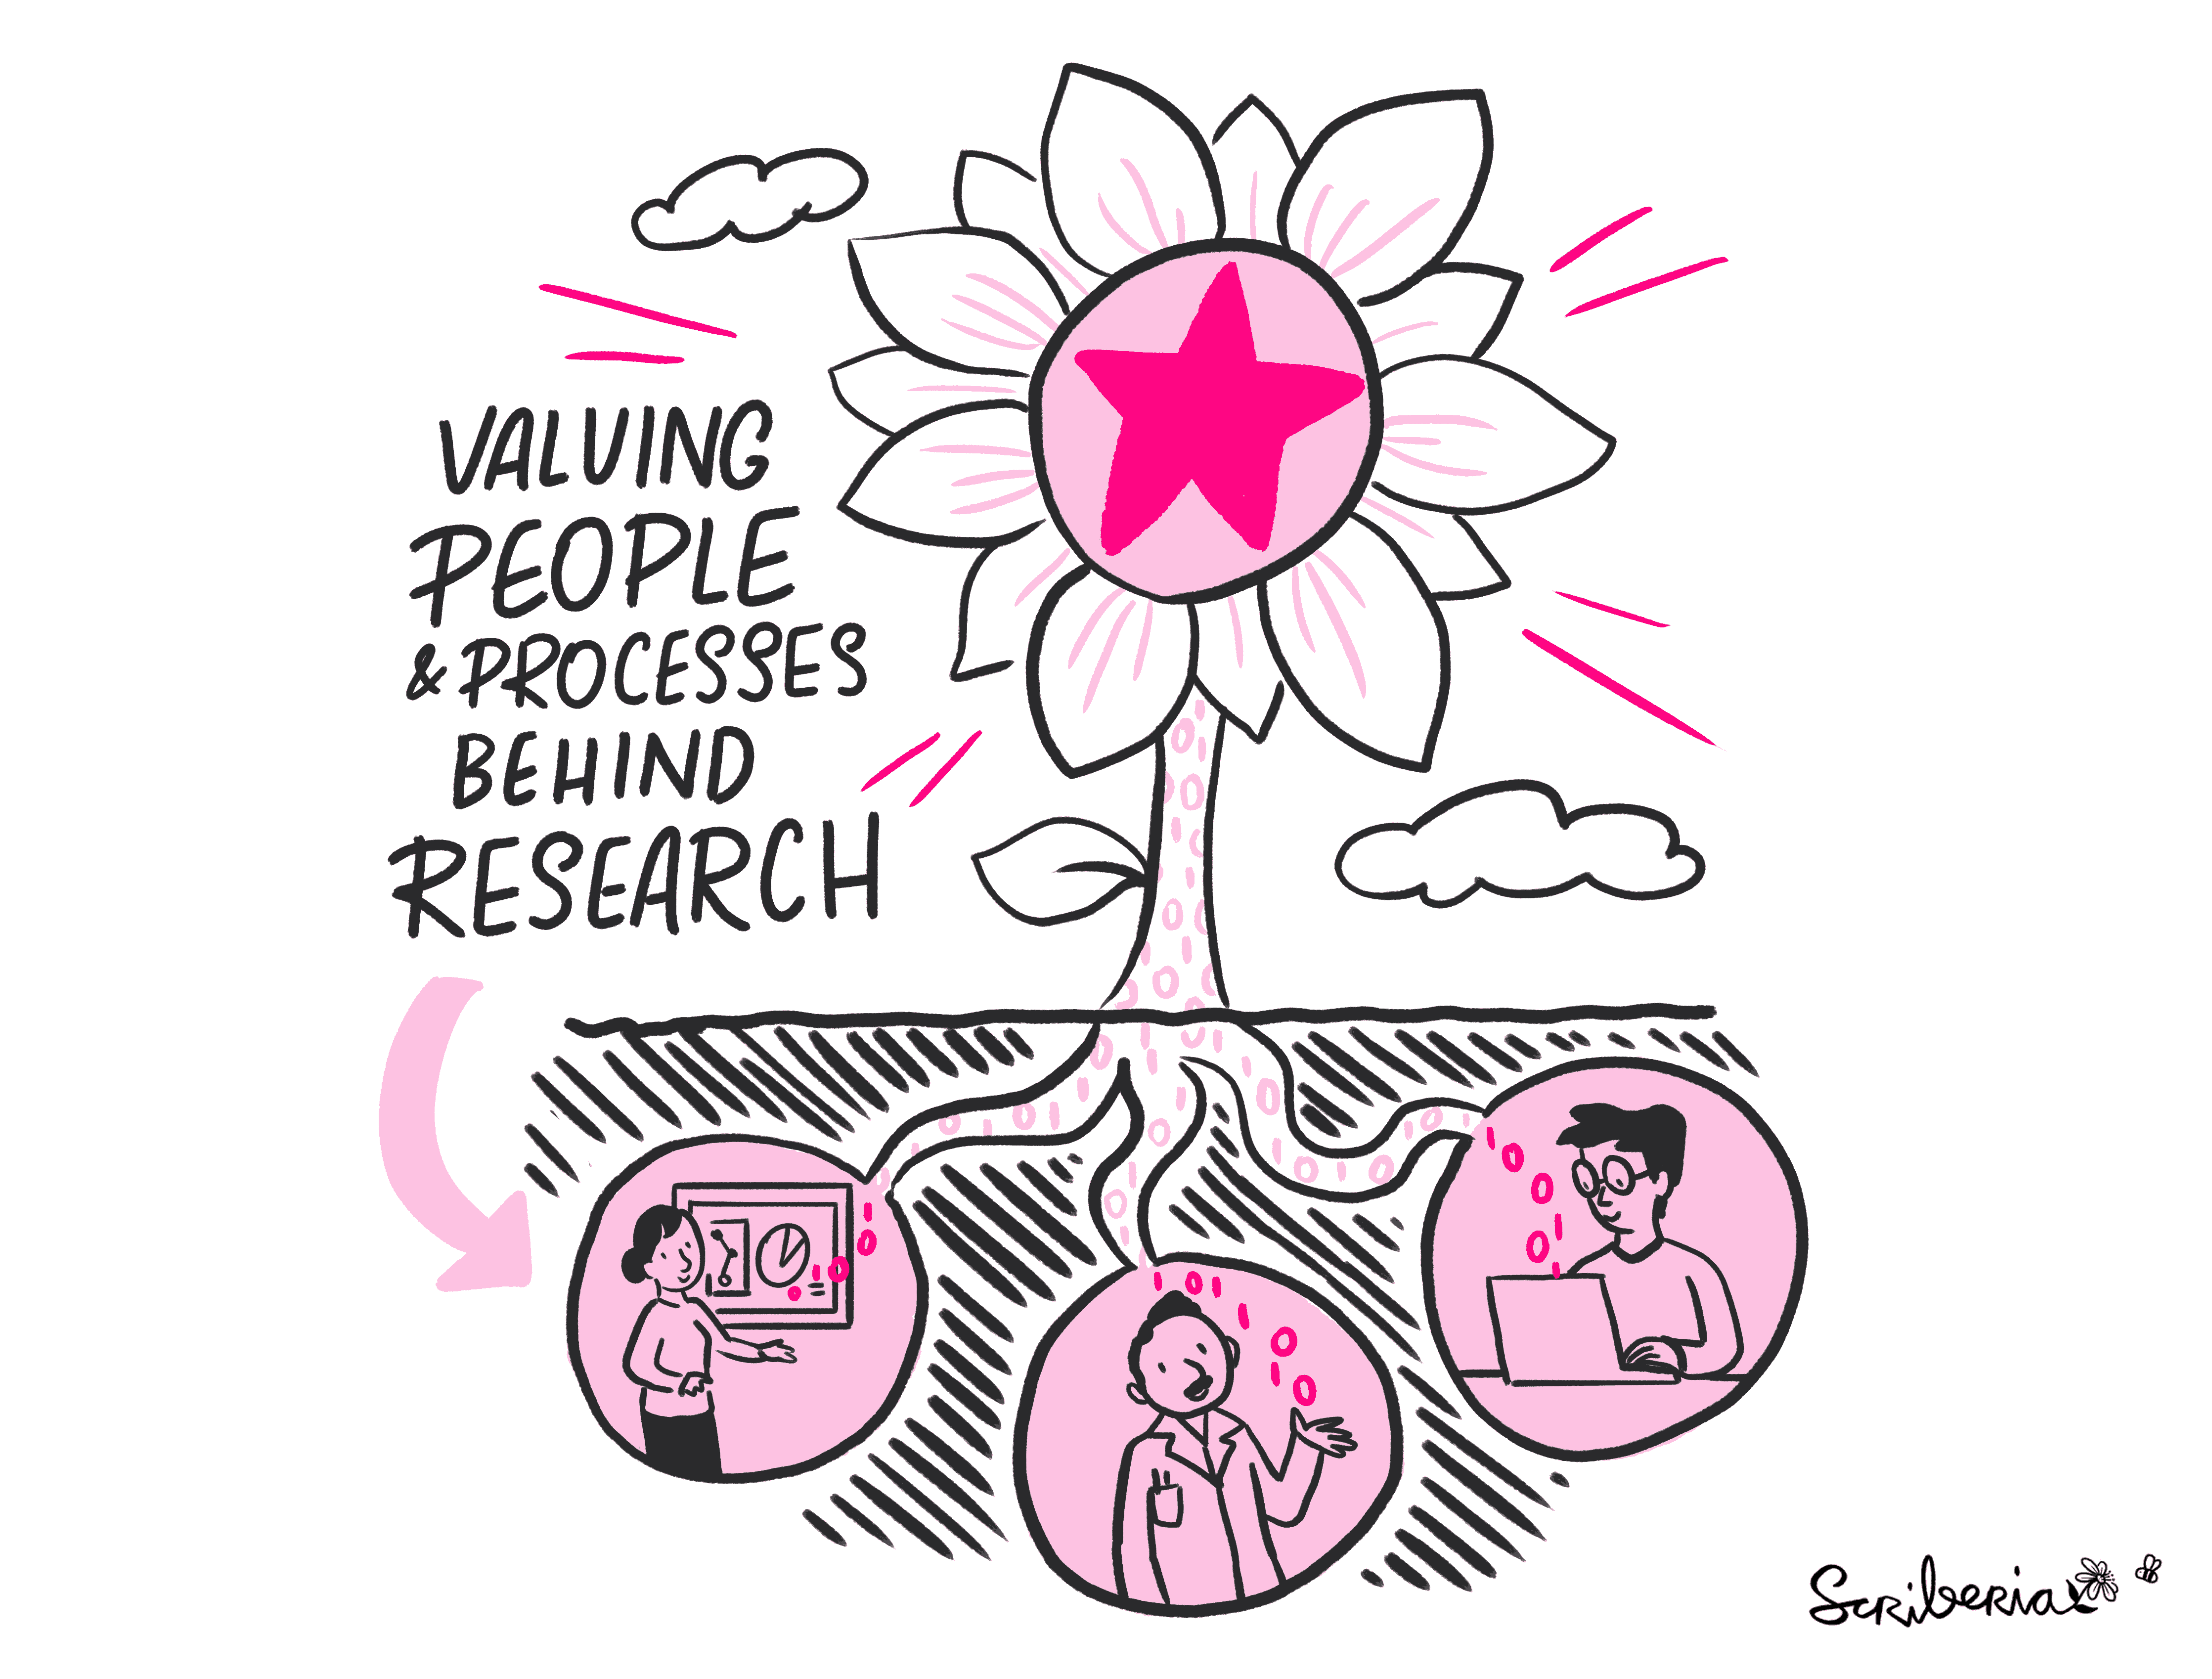 VALUING
PEOPLE
& PROCESSES
BEHIND
RESEARCH
Scriberia